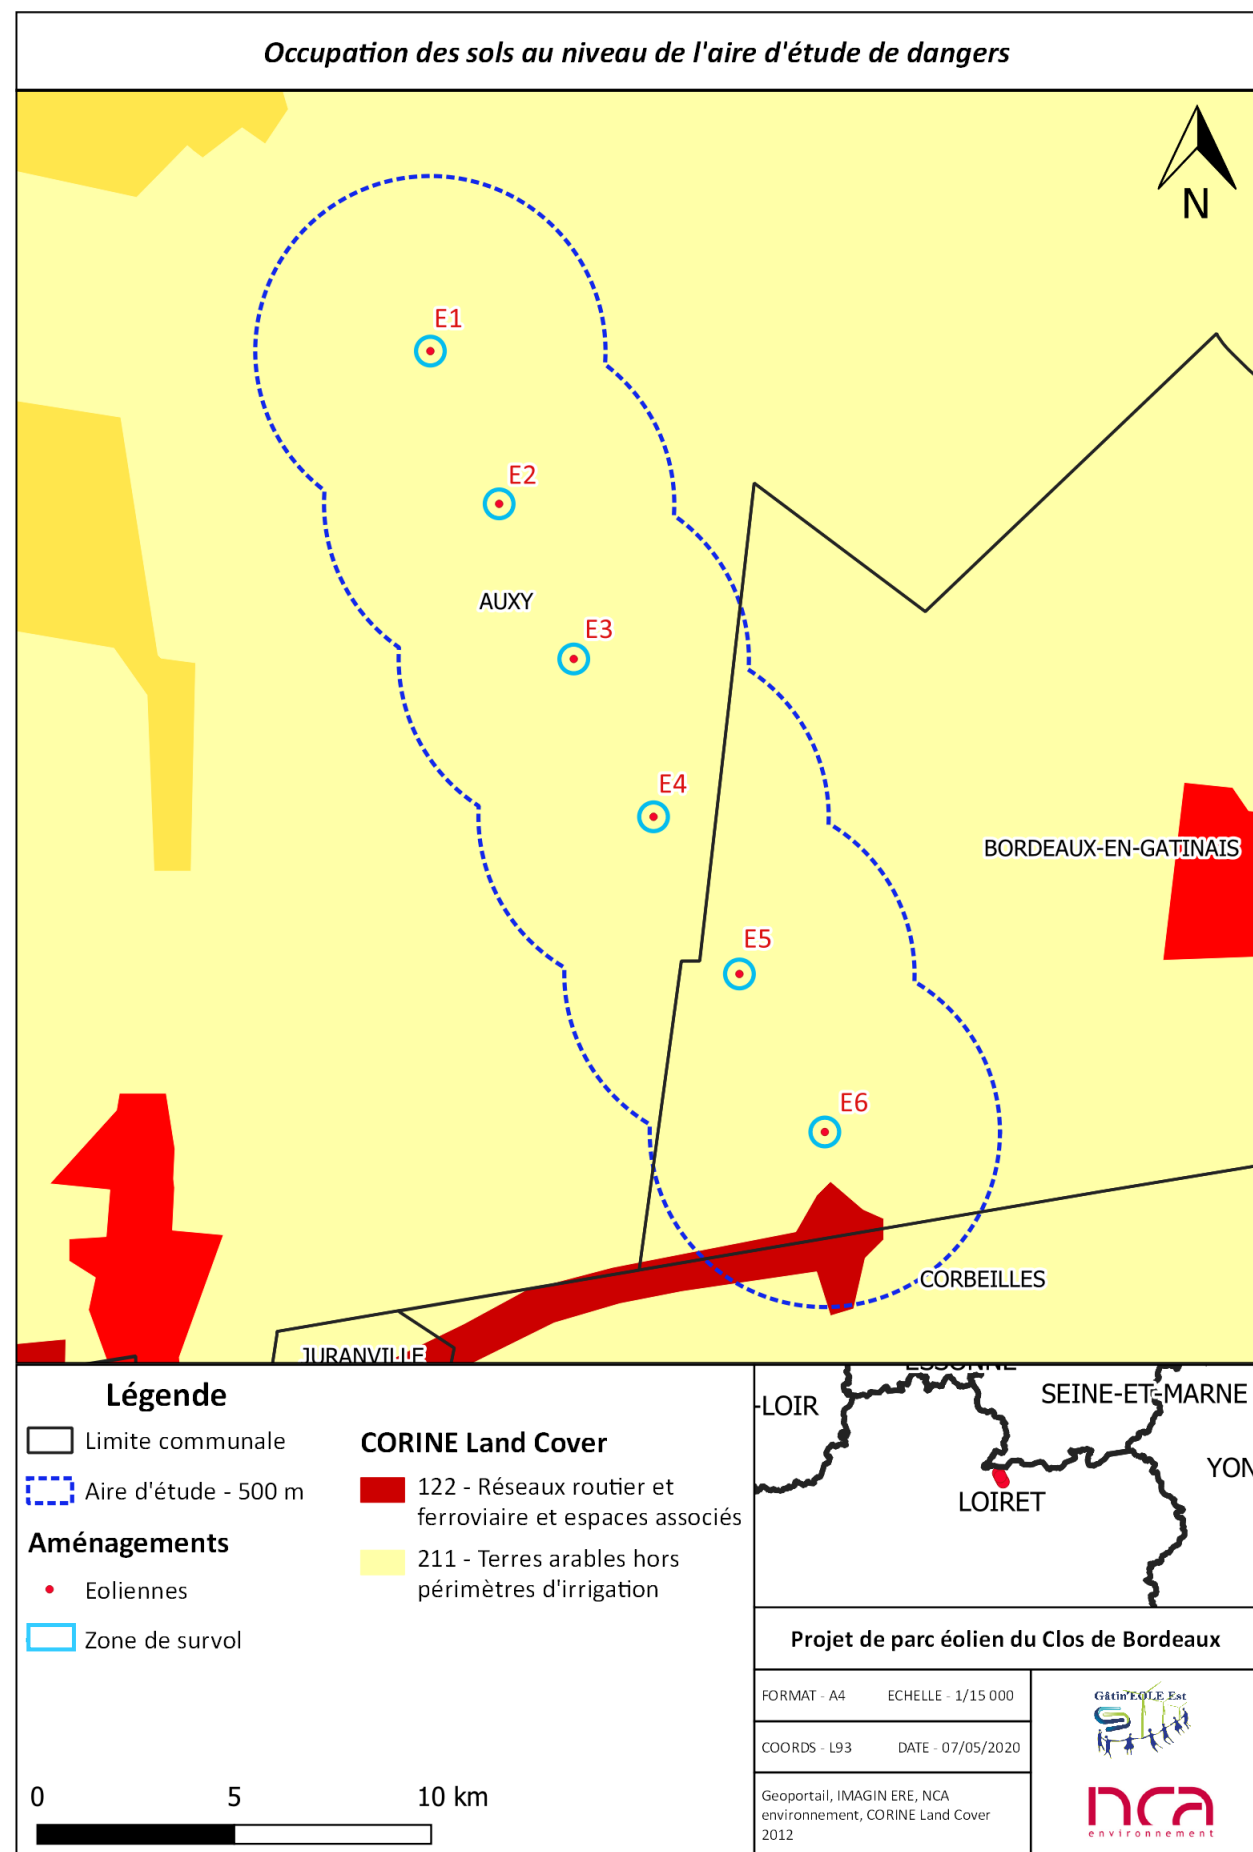 Occupation des sols au niveau de l'aire d'étude de dangers
N
E1
E2
AUXY
E3
E4
BORDEAUX-EN-GATINAIS
E5
E6
CORBEILLES
JURANVILLE
Légende
Limite communale
Aire d'étude - 500 m
Aménagements
Eoliennes
Zone de survol
CORINE Land Cover
122 - Réseaux routier et
ferroviaire et espaces associés
211 - Terres arables hors
périmètres d'irrigation
0 5 10 km
ESSONNE
-LOIR
SEINE-ET-MARNE
YON
LOIRET
Projet de parc éolien du Clos de Bordeaux
FORMAT - A4 ECHELLE - 1/15 000
COORDS - L93 DATE - 07/05/2020
Geoportail, IMAGIN ERE, NCA
environnement, CORINE Land Cover
2012
Gâtin'EOLE Est
nca
environnement